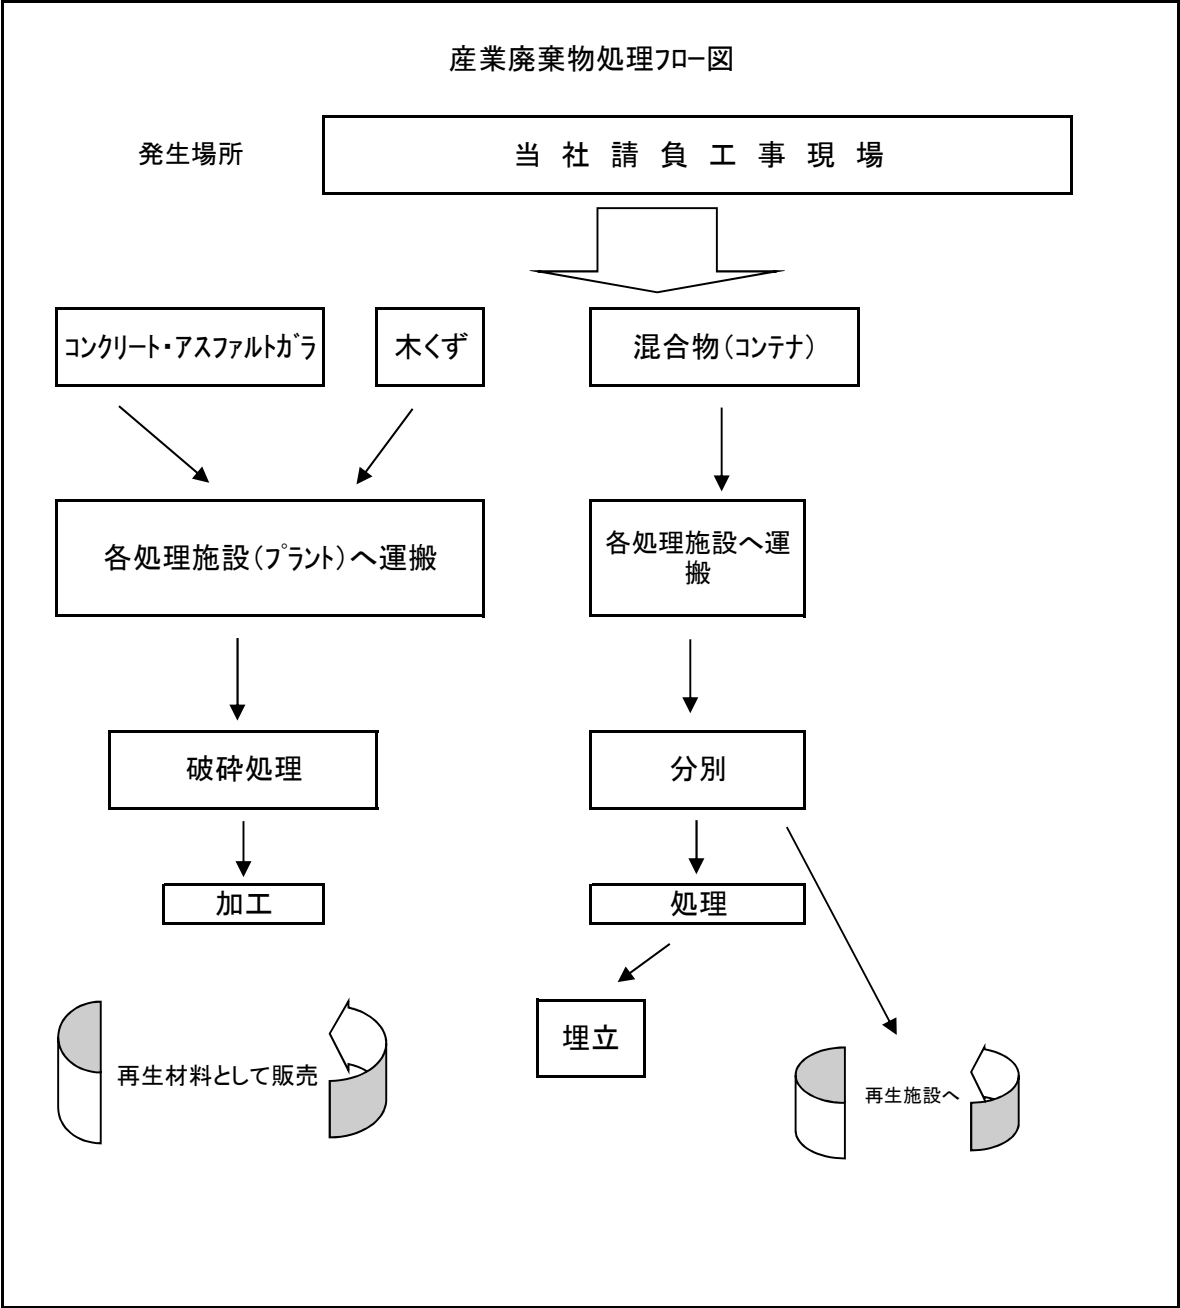 産業廃棄物処理ﾌﾛｰ図
発生場所
当 社 請 負 工 事 現 場
ｺﾝｸﾘｰﾄ・ｱｽﾌｧﾙﾄｶﾞﾗ
木くず
混合物（ｺﾝﾃﾅ）
各処理施設（ﾌﾟﾗﾝﾄ）へ運搬
各処理施設へ運
搬
破砕処理
分別
加工
処理
埋立
再生材料として販売
再生施設へ